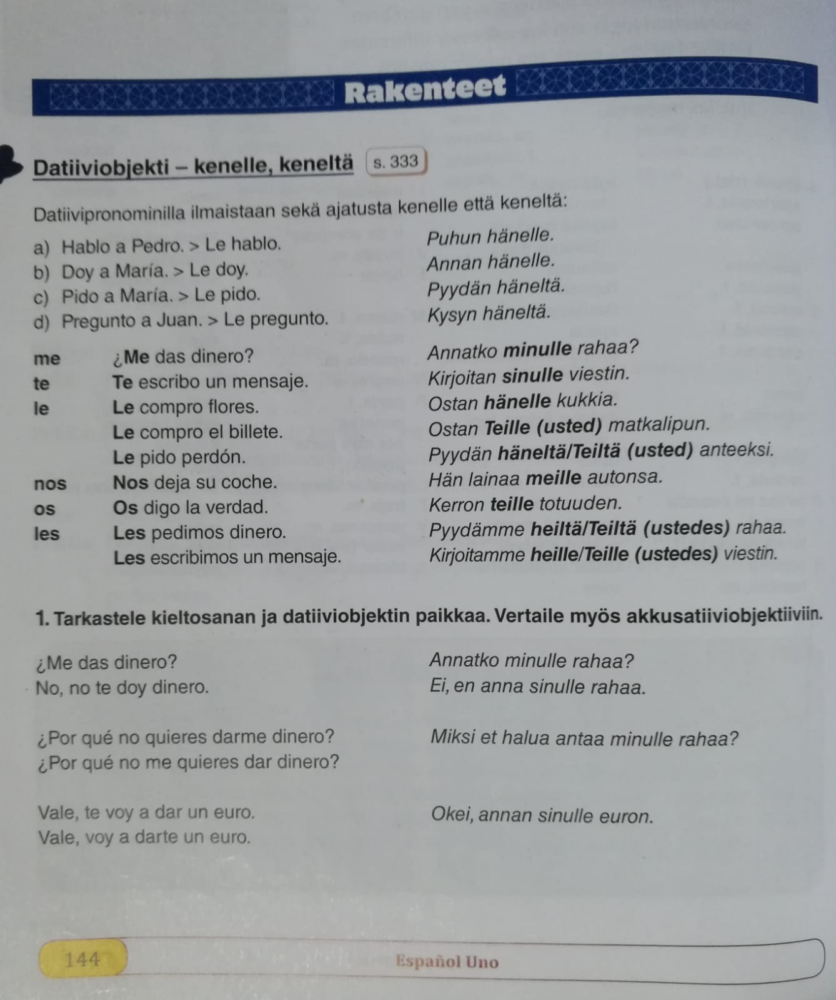 Rakenteet
Datiiviobjekti – kenelle, keneltä s. 333
Datiivipronominilla ilmaistaan sekä ajatusta kenelle että keneltä:
a) Hablo a Pedro. > Le hablo. Puhun hänelle.
b) Doy a María. > Le doy. Annan hänelle.
c) Pido a María. > Le pido. Pyydän häneltä.
d) Pregunto a Juan. > Le pregunto. Kysyn häneltä.
me ¿Me das dinero? Annatko minulle rahaa?
te Te escribo un mensaje. Kirjoitan sinulle viestin.
le Le compro flores. Ostan hänelle kukkia.
Le compro el billete. Ostan Teille (usted) matkalipun.
Le pido perdón. Pyydän häneltä/Teiltä (usted) anteeksi.
nos Nos deja su coche. Hän lainaa meille autonsa.
os Os digo la verdad. Kerron teille totuuden.
les Les pedimos dinero. Pyydämme heiltä/Teiltä (ustedes) rahaa.
Les escribimos un mensaje. Kirjoitamme heille/Teille (ustedes) viestin.
1. Tarkastele kieltosanan ja datiiviobjektin paikkaa. Vertaile myös akkusatiiviobjektiiviin.
¿Me das dinero? Annatko minulle rahaa?
No, no te doy dinero. Ei, en anna sinulle rahaa.
¿Por qué no quieres darme dinero? Miksi et halua antaa minulle rahaa?
¿Por qué no me quieres dar dinero?
Vale, te voy a dar un euro. Okei, annan sinulle euron.
Vale, voy a darte un euro.
144 Español Uno